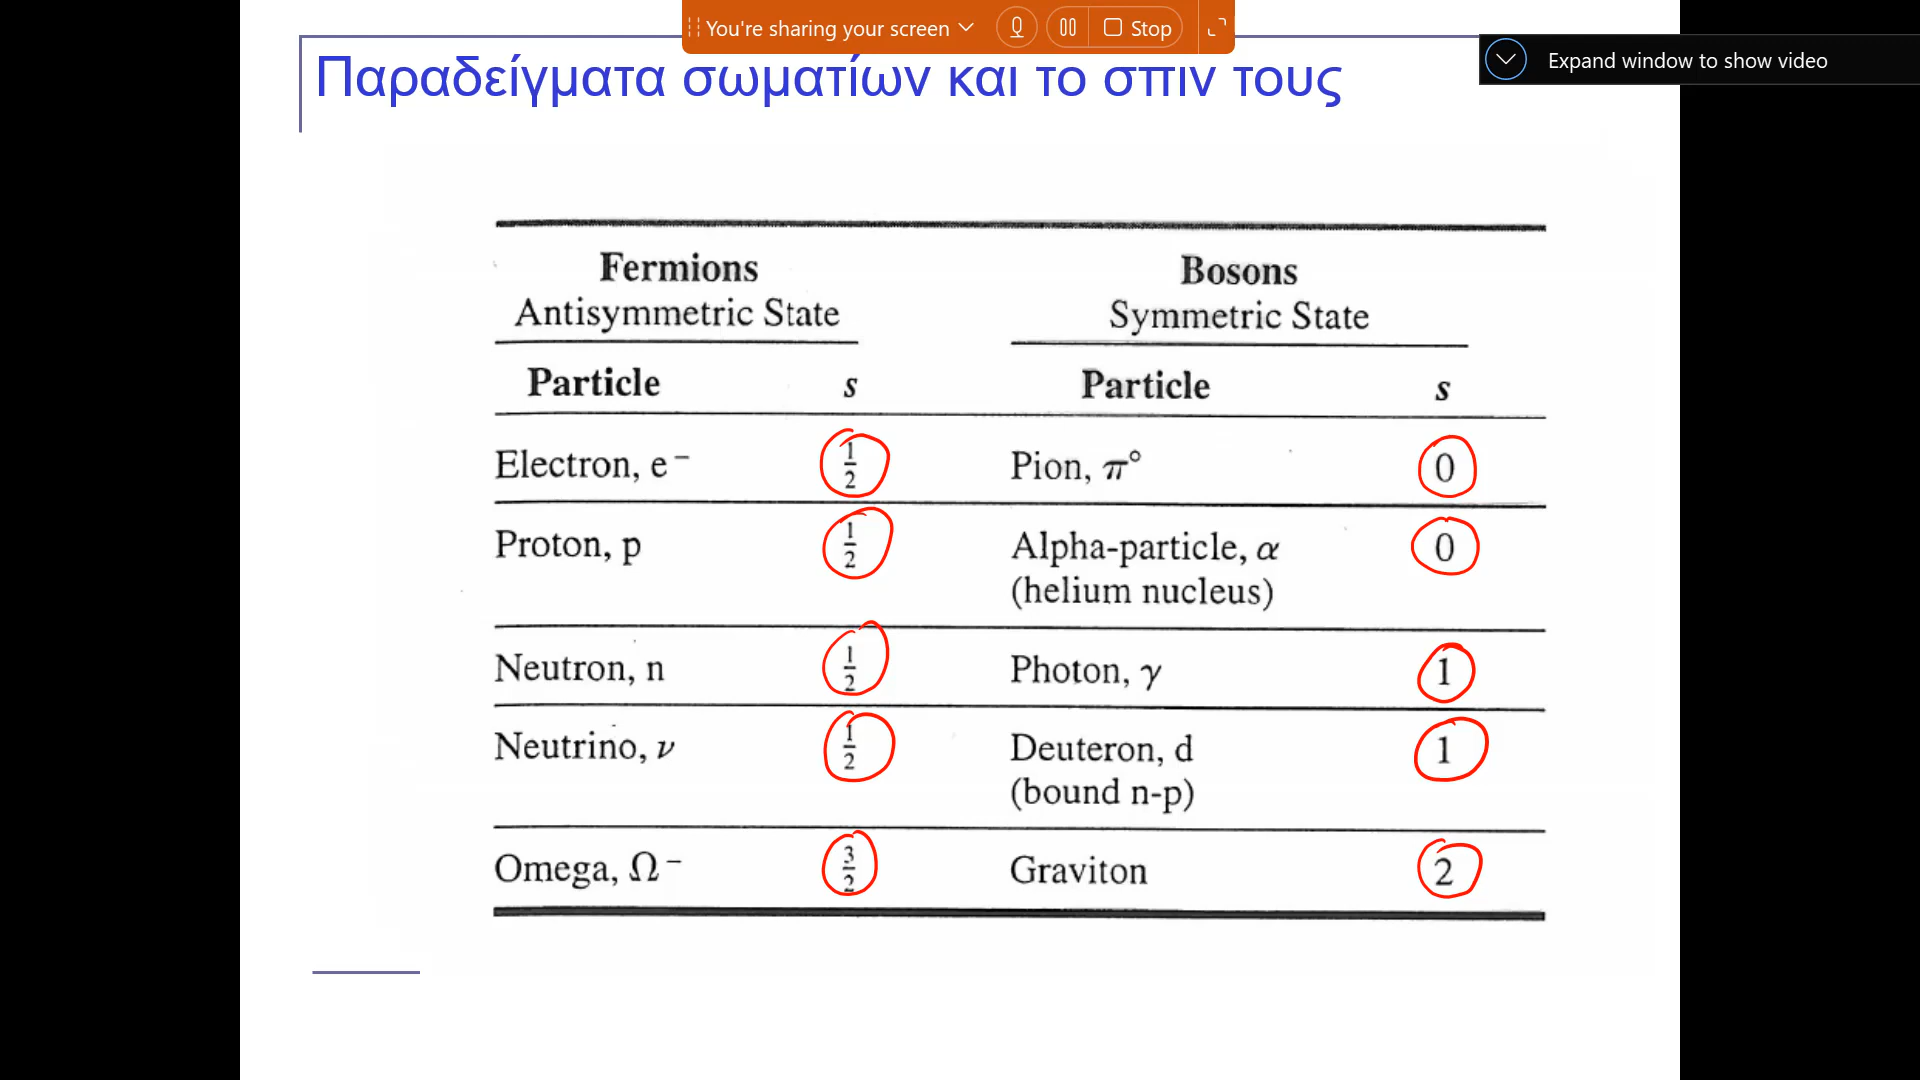 You're sharing your screen
Stop
Expand window to show video
Παραδείγματα σωματίων και το σπιν τους
Fermions Bosons
Antisymmetric State Symmetric State
Particle s Particle s
Electron, e⁻ 1/2 Pion, π° 0
Proton, p 1/2 Alpha-particle, α 0
(helium nucleus)
Neutron, n 1/2 Photon, γ 1
Neutrino, ν 1/2 Deuteron, d 1
(bound n-p)
Omega, Ω⁻ 3/2 Graviton 2